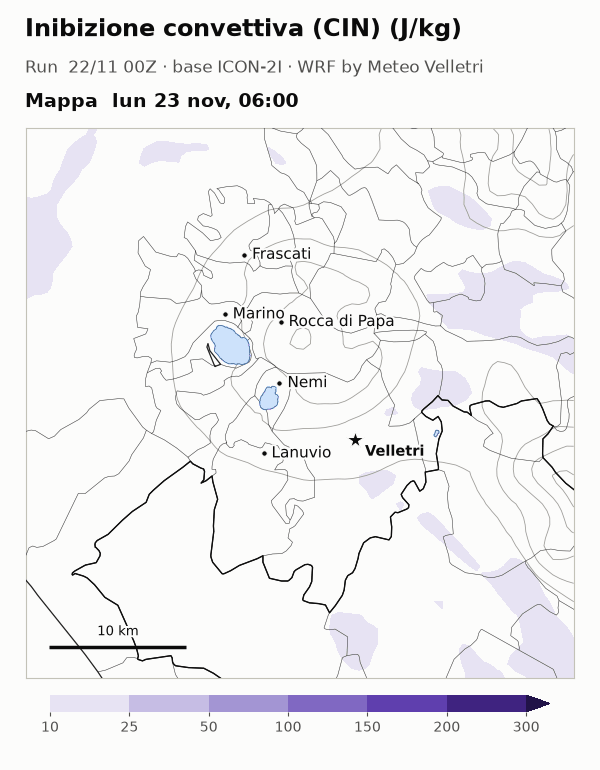 Inibizione convettiva (CIN) (J/kg)
Run  22/11 00Z · base ICON-2I · WRF by Meteo Velletri
Mappa  lun 23 nov, 06:00
Frascati
Marino
Rocca di Papa
Nemi
Velletri
Lanuvio
10 km
10 25 50 100 150 200 300